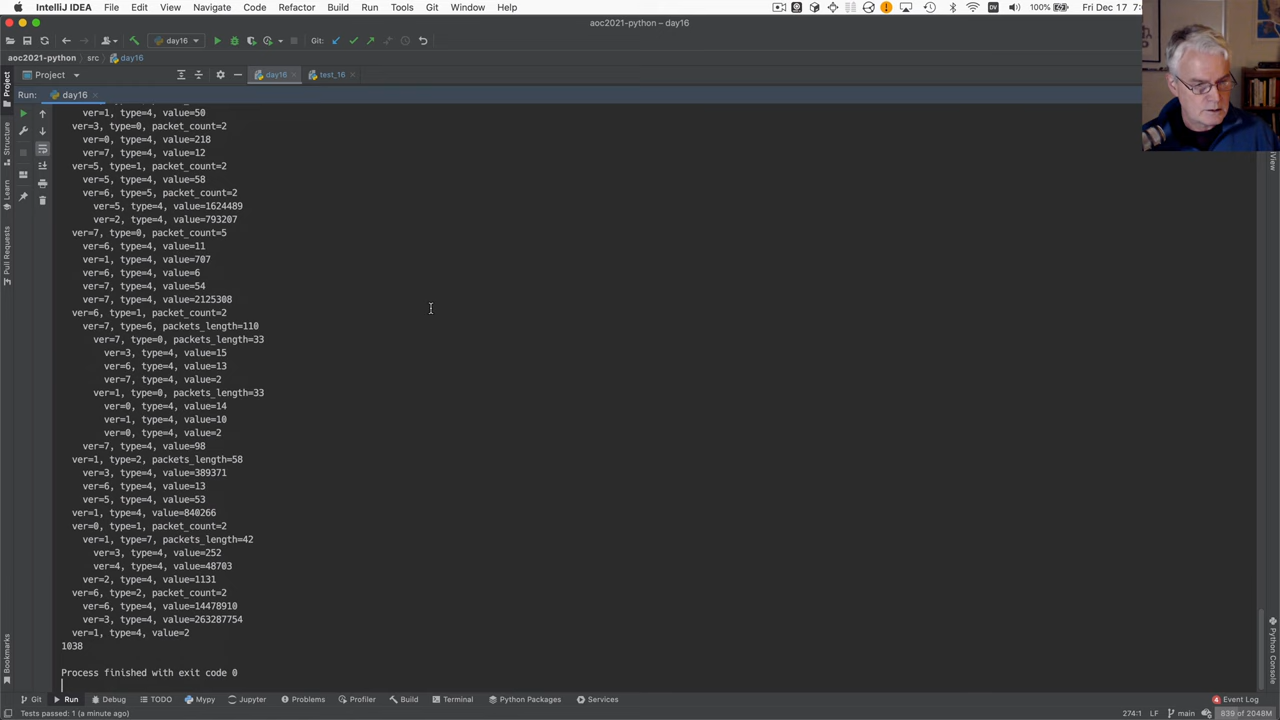 IntelliJ IDEA File Edit View Navigate Code Refactor Build Run Tools Git Window Help 100% Fri Dec 17
aoc2021-python – day16
day16 Git:
aoc2021-python src day16
Project day16 test_16
Run: day16
ver=1, type=4, value=50
ver=3, type=0, packet_count=2
ver=0, type=4, value=218
ver=7, type=4, value=12
ver=5, type=1, packet_count=2
ver=5, type=4, value=58
ver=6, type=5, packet_count=2
ver=5, type=4, value=1624489
ver=2, type=4, value=793207
ver=7, type=0, packet_count=5
ver=6, type=4, value=11
ver=1, type=4, value=707
ver=6, type=4, value=6
ver=7, type=4, value=54
ver=7, type=4, value=2125308
ver=6, type=1, packet_count=2
ver=7, type=6, packets_length=110
ver=7, type=0, packets_length=33
ver=3, type=4, value=15
ver=6, type=4, value=13
ver=7, type=4, value=2
ver=1, type=0, packets_length=33
ver=0, type=4, value=14
ver=1, type=4, value=10
ver=0, type=4, value=2
ver=7, type=4, value=98
ver=1, type=2, packets_length=58
ver=3, type=4, value=389371
ver=6, type=4, value=13
ver=5, type=4, value=53
ver=1, type=4, value=840266
ver=0, type=1, packet_count=2
ver=1, type=7, packets_length=42
ver=3, type=4, value=252
ver=4, type=4, value=48703
ver=2, type=4, value=1131
ver=6, type=2, packet_count=2
ver=6, type=4, value=14478910
ver=3, type=4, value=263287754
ver=1, type=4, value=2
1038
Process finished with exit code 0
Project
Structure
Learn
Pull Requests
Bookmarks
Python Console
Git Run Debug TODO Mypy Jupyter Problems Profiler Build Terminal Python Packages Services 4 Event Log
Tests passed: 1 (a minute ago) 274:1 LF main 839 of 2048M